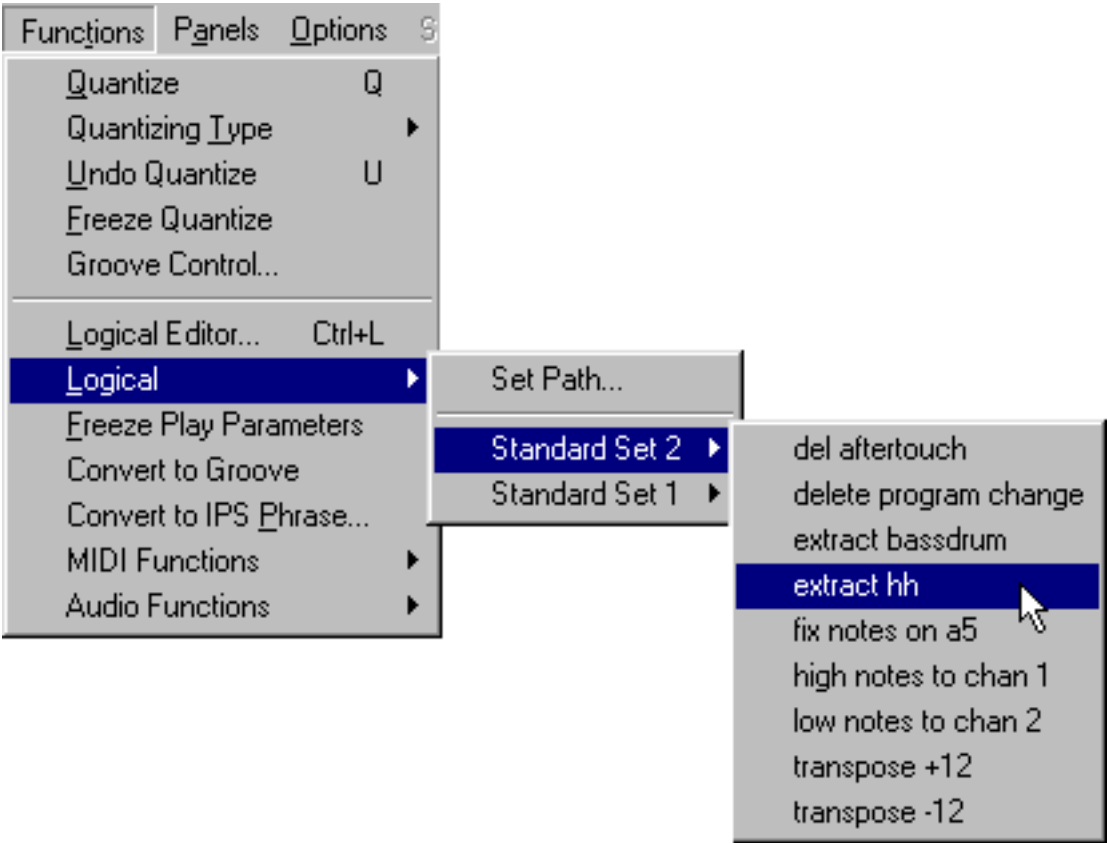 Functions Panels Options S
Quantize Q
Quantizing Type
Undo Quantize U
Freeze Quantize
Groove Control...
Logical Editor... Ctrl+L
Logical
Freeze Play Parameters
Convert to Groove
Convert to IPS Phrase...
MIDI Functions
Audio Functions
Set Path...
Standard Set 2
Standard Set 1
del aftertouch
delete program change
extract bassdrum
extract hh
fix notes on a5
high notes to chan 1
low notes to chan 2
transpose +12
transpose -12